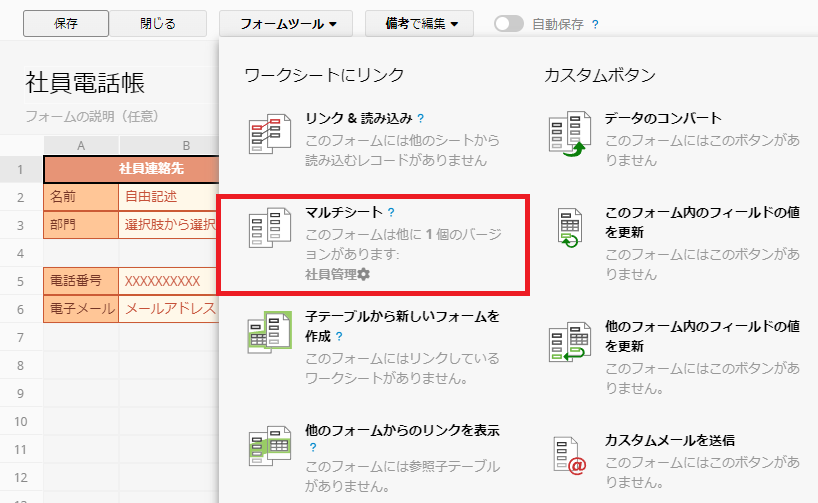 保存
閉じる
フォームツール
備考で編集
自動保存 ?
社員電話帳
フォームの説明（任意）
A
B
1
社員連絡先
2
名前
自由記述
3
部門
選択肢から選択
4
5
電話番号
XXXXXXXXXX
6
電子メール
メールアドレス
7
8
9
10
11
12
ワークシートにリンク
リンク & 読み込み ?
このフォームには他のシートから
読み込むレコードがありません
マルチシート ?
このフォームは他に 1 個のバージ
ョンがあります:
社員管理
子テーブルから新しいフォームを
作成 ?
このフォームにはリンクしている
ワークシートがありません。
他のフォームからのリンクを表示
?
このフォームには参照子テーブル
がありません。
カスタムボタン
データのコンバート
このフォームにはこのボタンがあ
りません
このフォーム内のフィールドの値
を更新
このフォームにはこのボタンがあ
りません
他のフォーム内のフィールドの値
を更新
このフォームにはこのボタンがあ
りません。
カスタムメールを送信
このフォームにはこのボタンがあ
りません。